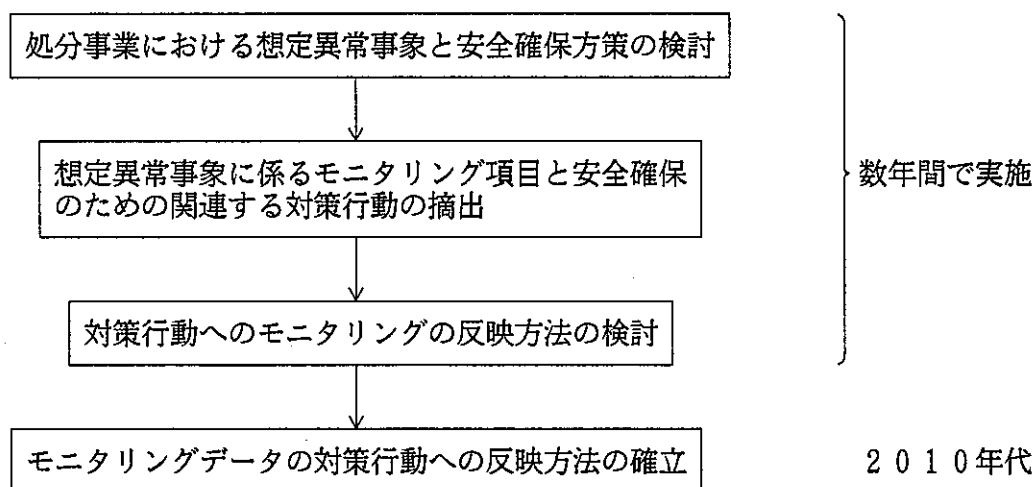 処分事業における想定異常事象と安全確保方策の検討
想定異常事象に係るモニタリング項目と安全確保
のための関連する対策行動の摘出
数年間で実施
対策行動へのモニタリングの反映方法の検討
モニタリングデータの対策行動への反映方法の確立
2010年代